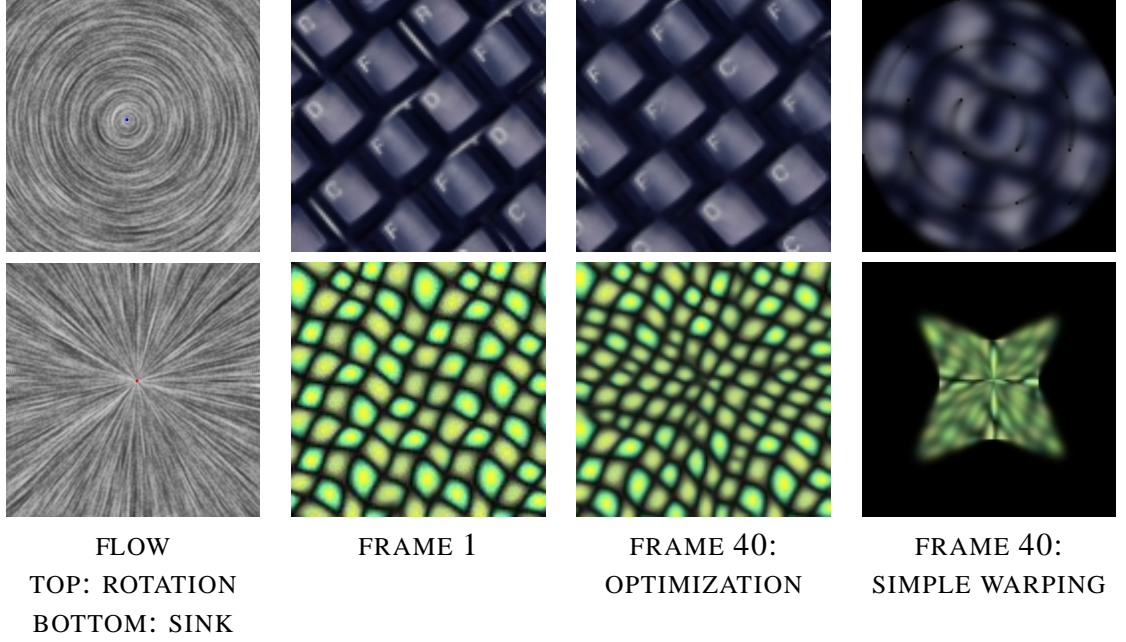 C
R
G
F
F
D
D
F
D
C
F
C
F
F
F
C
F
F
F
F
C
FLOW
TOP: ROTATION
BOTTOM: SINK
FRAME 1
FRAME 40:
OPTIMIZATION
FRAME 40:
SIMPLE WARPING